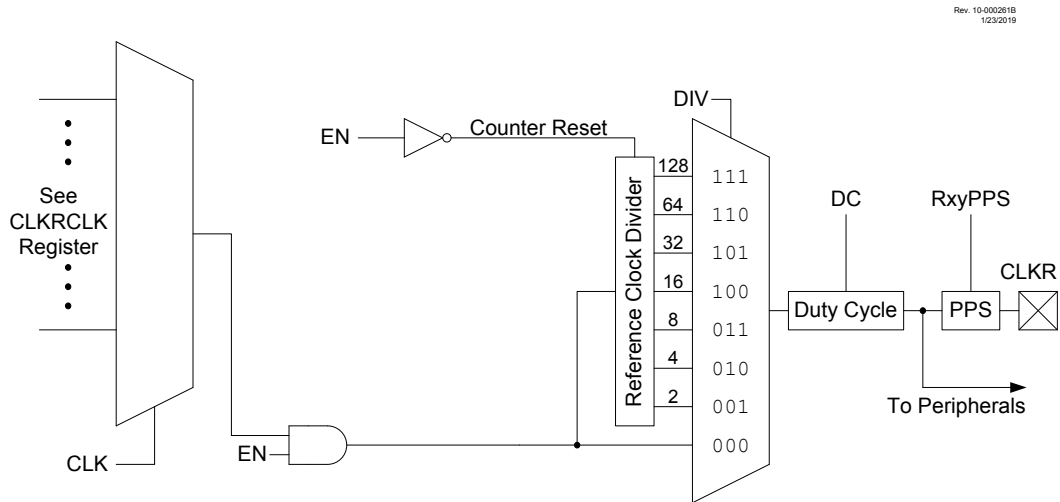 Rev. 10-000261B
1/23/2019
DIV
EN
Counter Reset
See
CLKRCLK
Register
Reference Clock Divider
128
111
64
110
32
101
16
100
8
011
4
010
2
001
000
DC
RxyPPS
CLKR
Duty Cycle
PPS
To Peripherals
EN
CLK